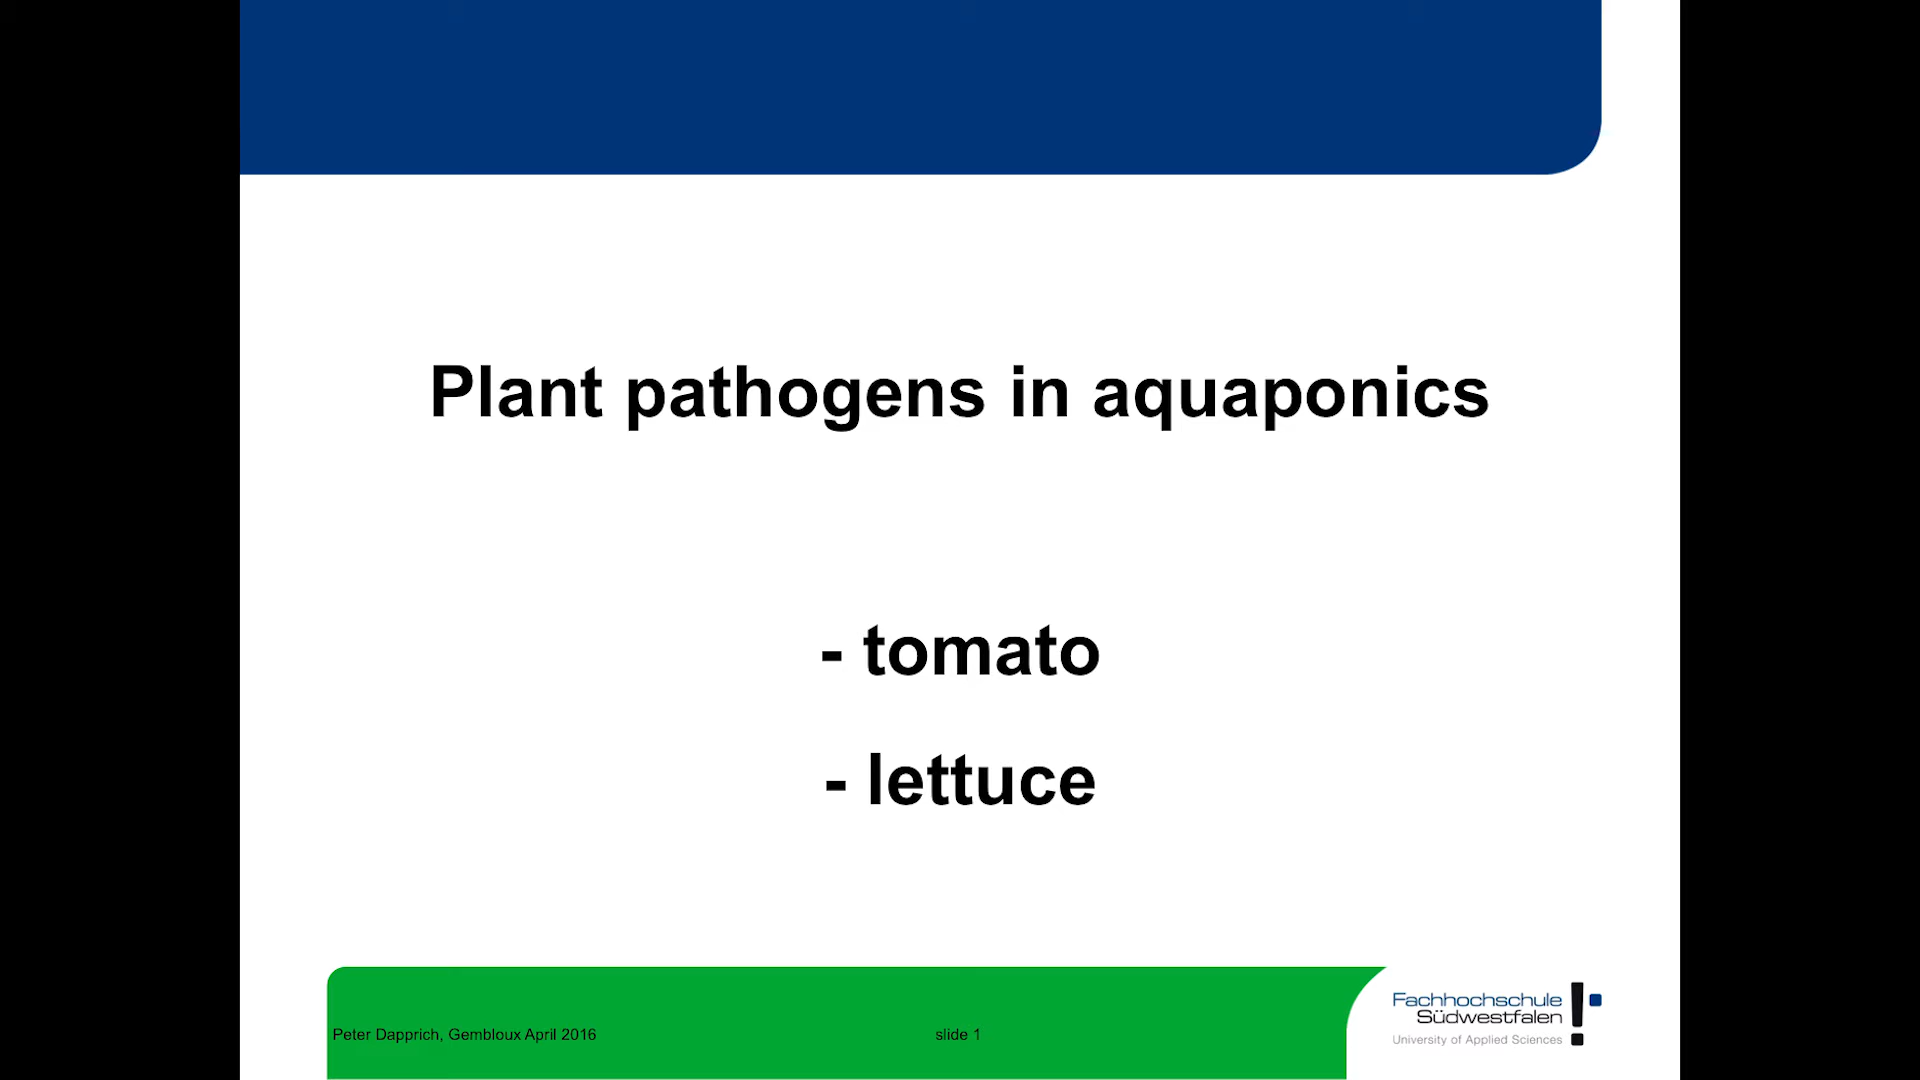 Plant pathogens in aquaponics
- tomato
- lettuce
Peter Dapprich, Gembloux April 2016
slide 1
Fachhochschule
Südwestfalen
University of Applied Sciences